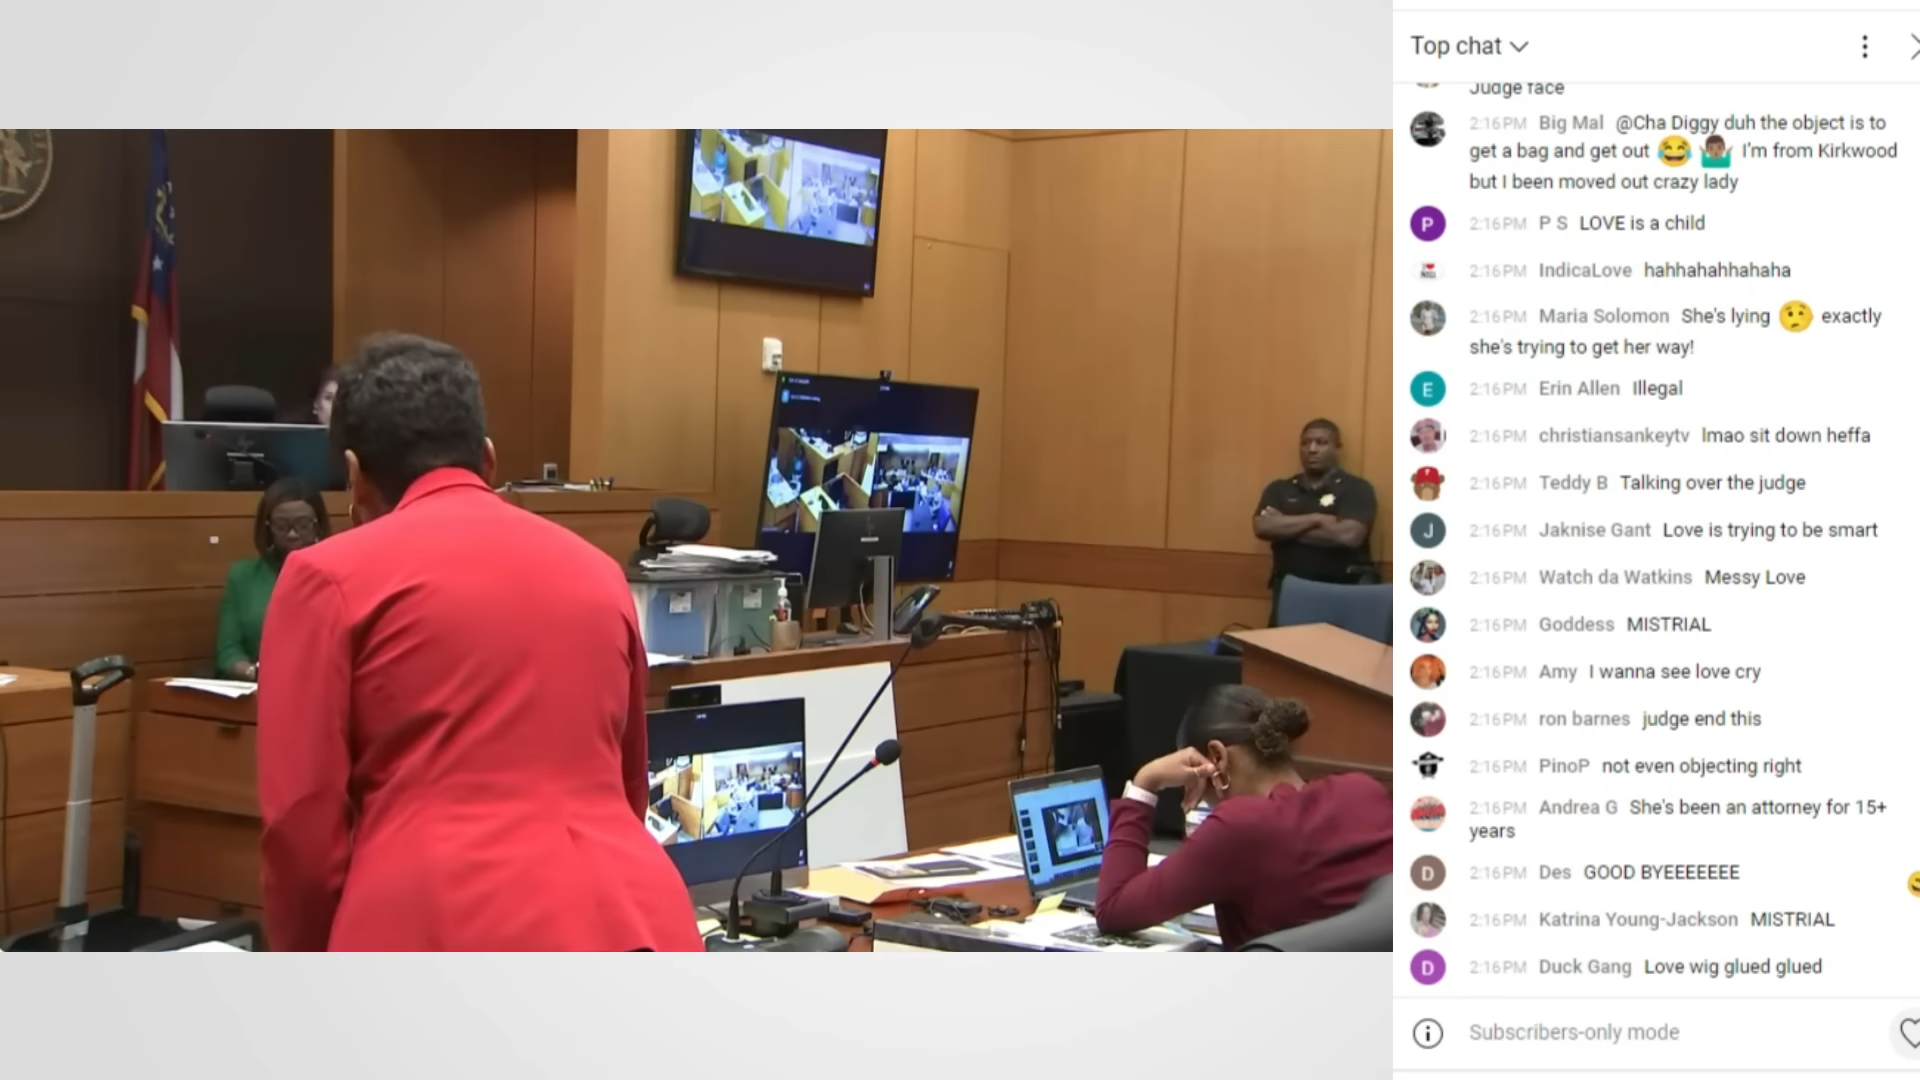 Top chat
Judge face
2:16 PM Big Mal @Cha Diggy duh the object is to
get a bag and get out 😂 🤷🏽‍♂️ I'm from Kirkwood
but I been moved out crazy lady
2:16 PM P S LOVE is a child
2:16 PM IndicaLove hahhahahhahaha
2:16 PM Maria Solomon She's lying 🤨 exactly
she's trying to get her way!
2:16 PM Erin Allen Illegal
2:16 PM christiansankeytv lmao sit down heffa
2:16 PM Teddy B Talking over the judge
2:16 PM Jaknise Gant Love is trying to be smart
2:16 PM Watch da Watkins Messy Love
2:16 PM Goddess MISTRIAL
2:16 PM Amy I wanna see love cry
2:16 PM ron barnes judge end this
2:16 PM PinoP not even objecting right
2:16 PM Andrea G She's been an attorney for 15+
years
2:16 PM Des GOOD BYEEEEEEE
2:16 PM Katrina Young-Jackson MISTRIAL
2:16 PM Duck Gang Love wig glued glued
Subscribers-only mode